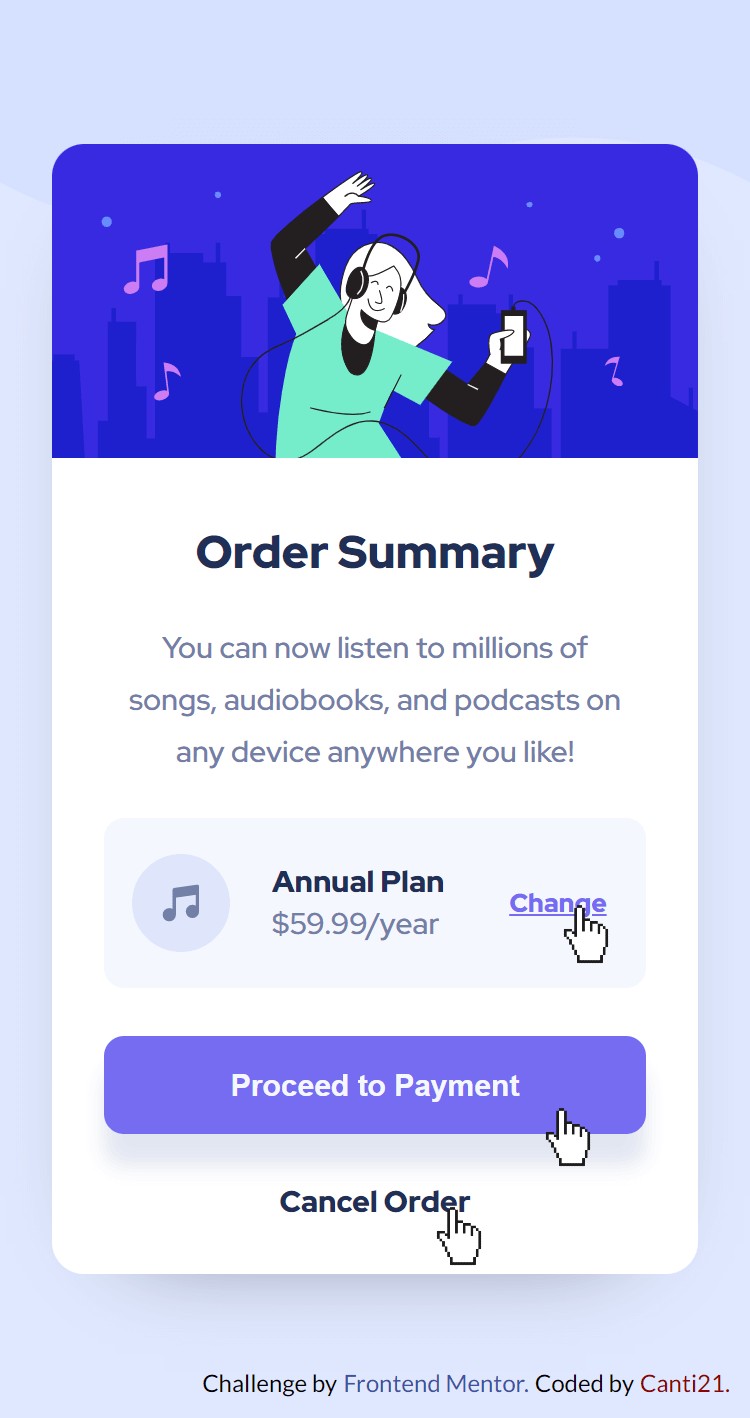 Order Summary
You can now listen to millions of
songs, audiobooks, and podcasts on
any device anywhere you like!
Annual Plan
$59.99/year
Change
Proceed to Payment
Cancel Order
Challenge by Frontend Mentor. Coded by Canti21.